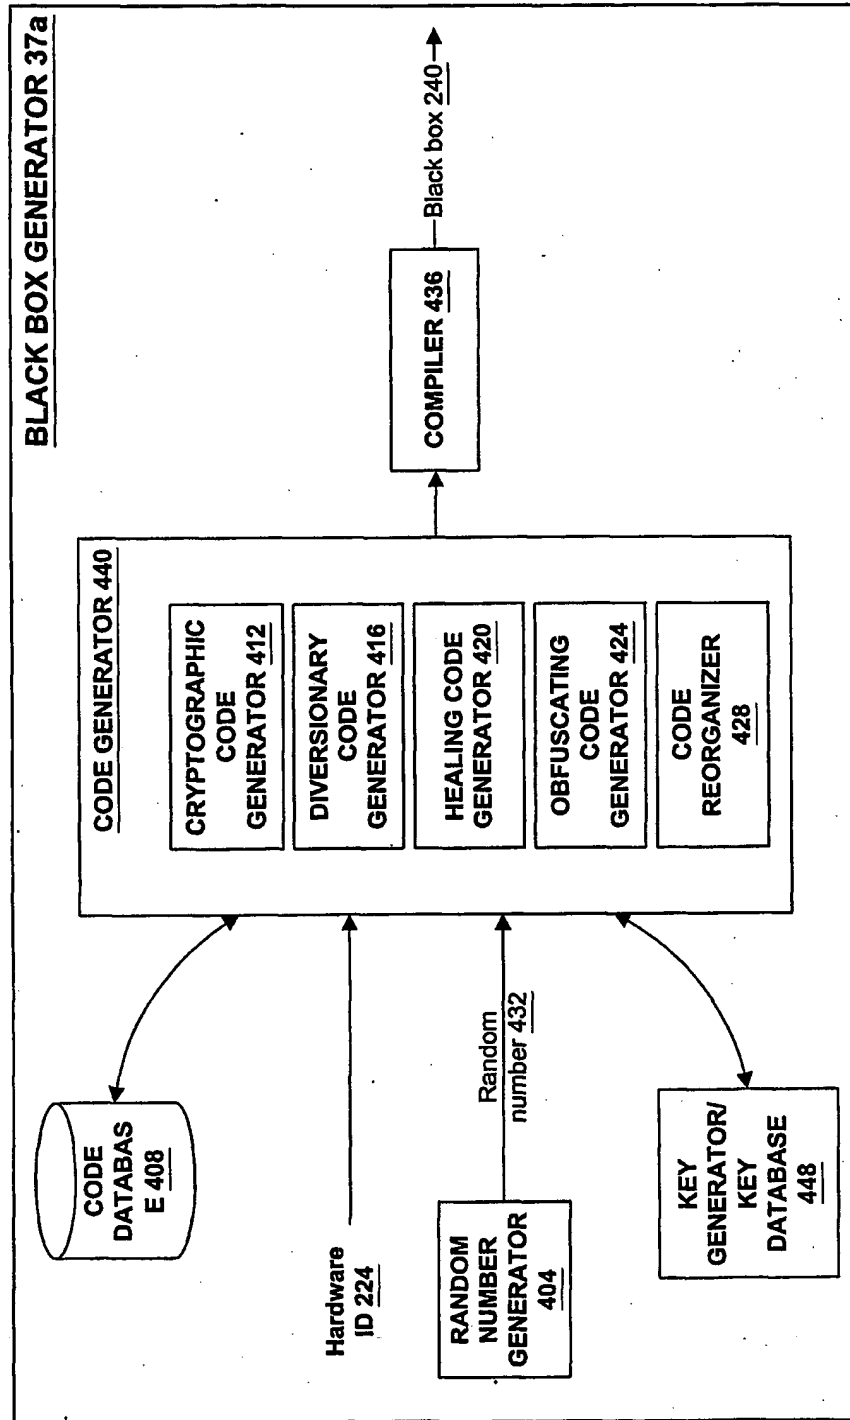 BLACK BOX GENERATOR 37a
CODE
DATABAS
E 408
Hardware
ID 224
RANDOM
NUMBER
GENERATOR
404
Random
number 432
KEY
GENERATOR/
KEY
DATABASE
448
CODE GENERATOR 440
CRYPTOGRAPHIC
CODE
GENERATOR 412
DIVERSIONARY
CODE
GENERATOR 416
HEALING CODE
GENERATOR 420
OBFUSCATING
CODE
GENERATOR 424
CODE
REORGANIZER
428
COMPILER 436
Black box 240